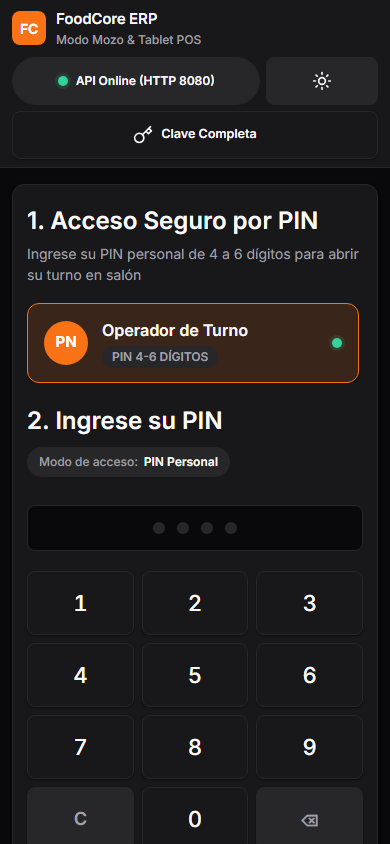 FC
FoodCore ERP
Modo Mozo & Tablet POS
API Online (HTTP 8080)
Clave Completa
1. Acceso Seguro por PIN
Ingrese su PIN personal de 4 a 6 dígitos para abrir
su turno en salón
PN
Operador de Turno
PIN 4-6 DÍGITOS
2. Ingrese su PIN
Modo de acceso: PIN Personal
1 2 3
4 5 6
7 8 9
C 0